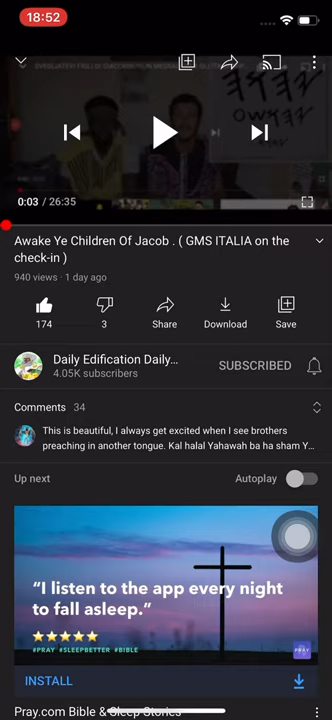 18:52
0:03 / 26:35
Awake Ye Children Of Jacob . ( GMS ITALIA on the
check-in )
940 views · 1 day ago
174
3
Share
Download
Save
Daily Edification Daily...
4.05K subscribers
SUBSCRIBED
Comments 34
This is beautiful, I always get excited when I see brothers
preaching in another tongue. Kal halal Yahawah ba ha sham Y...
Up next
Autoplay
“I listen to the app every night
to fall asleep.”
#PRAY #SLEEPBETTER #BIBLE
PRAY
INSTALL
Pray.com Bible & Sleep Stories